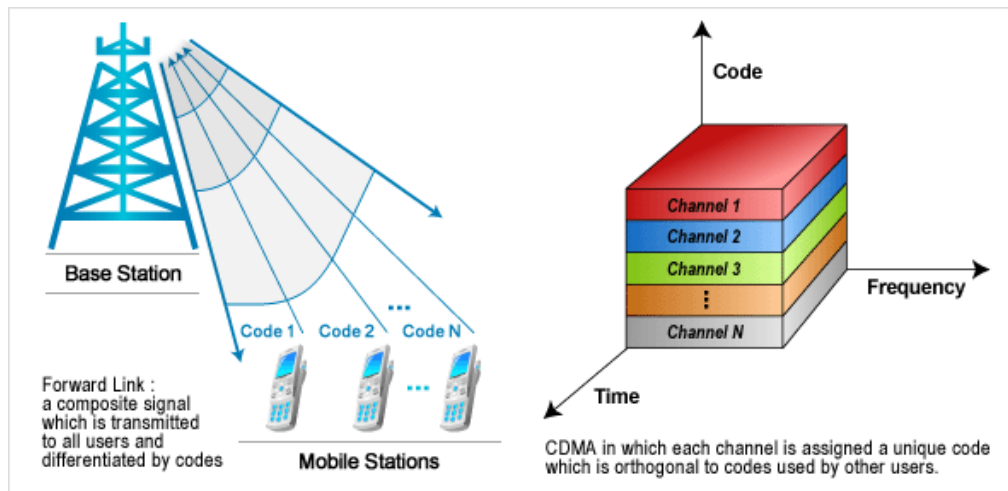 Base Station
Code 1
Code 2
...
Code N
...
Forward Link :
a composite signal
which is transmitted
to all users and
differentiated by codes
Mobile Stations
Code
Channel 1
Channel 2
Channel 3
⋮
Channel N
Frequency
Time
CDMA in which each channel is assigned a unique code
which is orthogonal to codes used by other users.